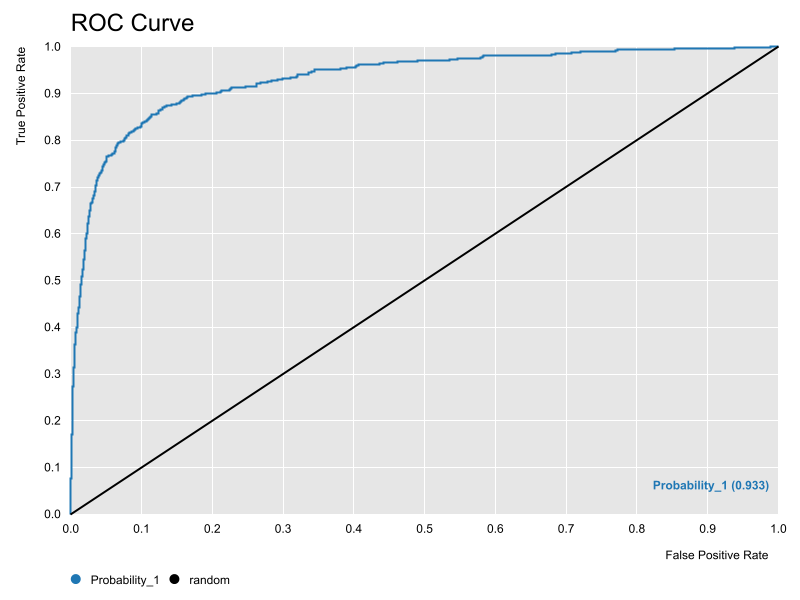 ROC Curve
True Positive Rate
1.0
0.9
0.8
0.7
0.6
0.5
0.4
0.3
0.2
0.1
0.0
Probability_1 (0.933)
0.0 0.1 0.2 0.3 0.4 0.5 0.6 0.7 0.8 0.9 1.0
False Positive Rate
Probability_1 random